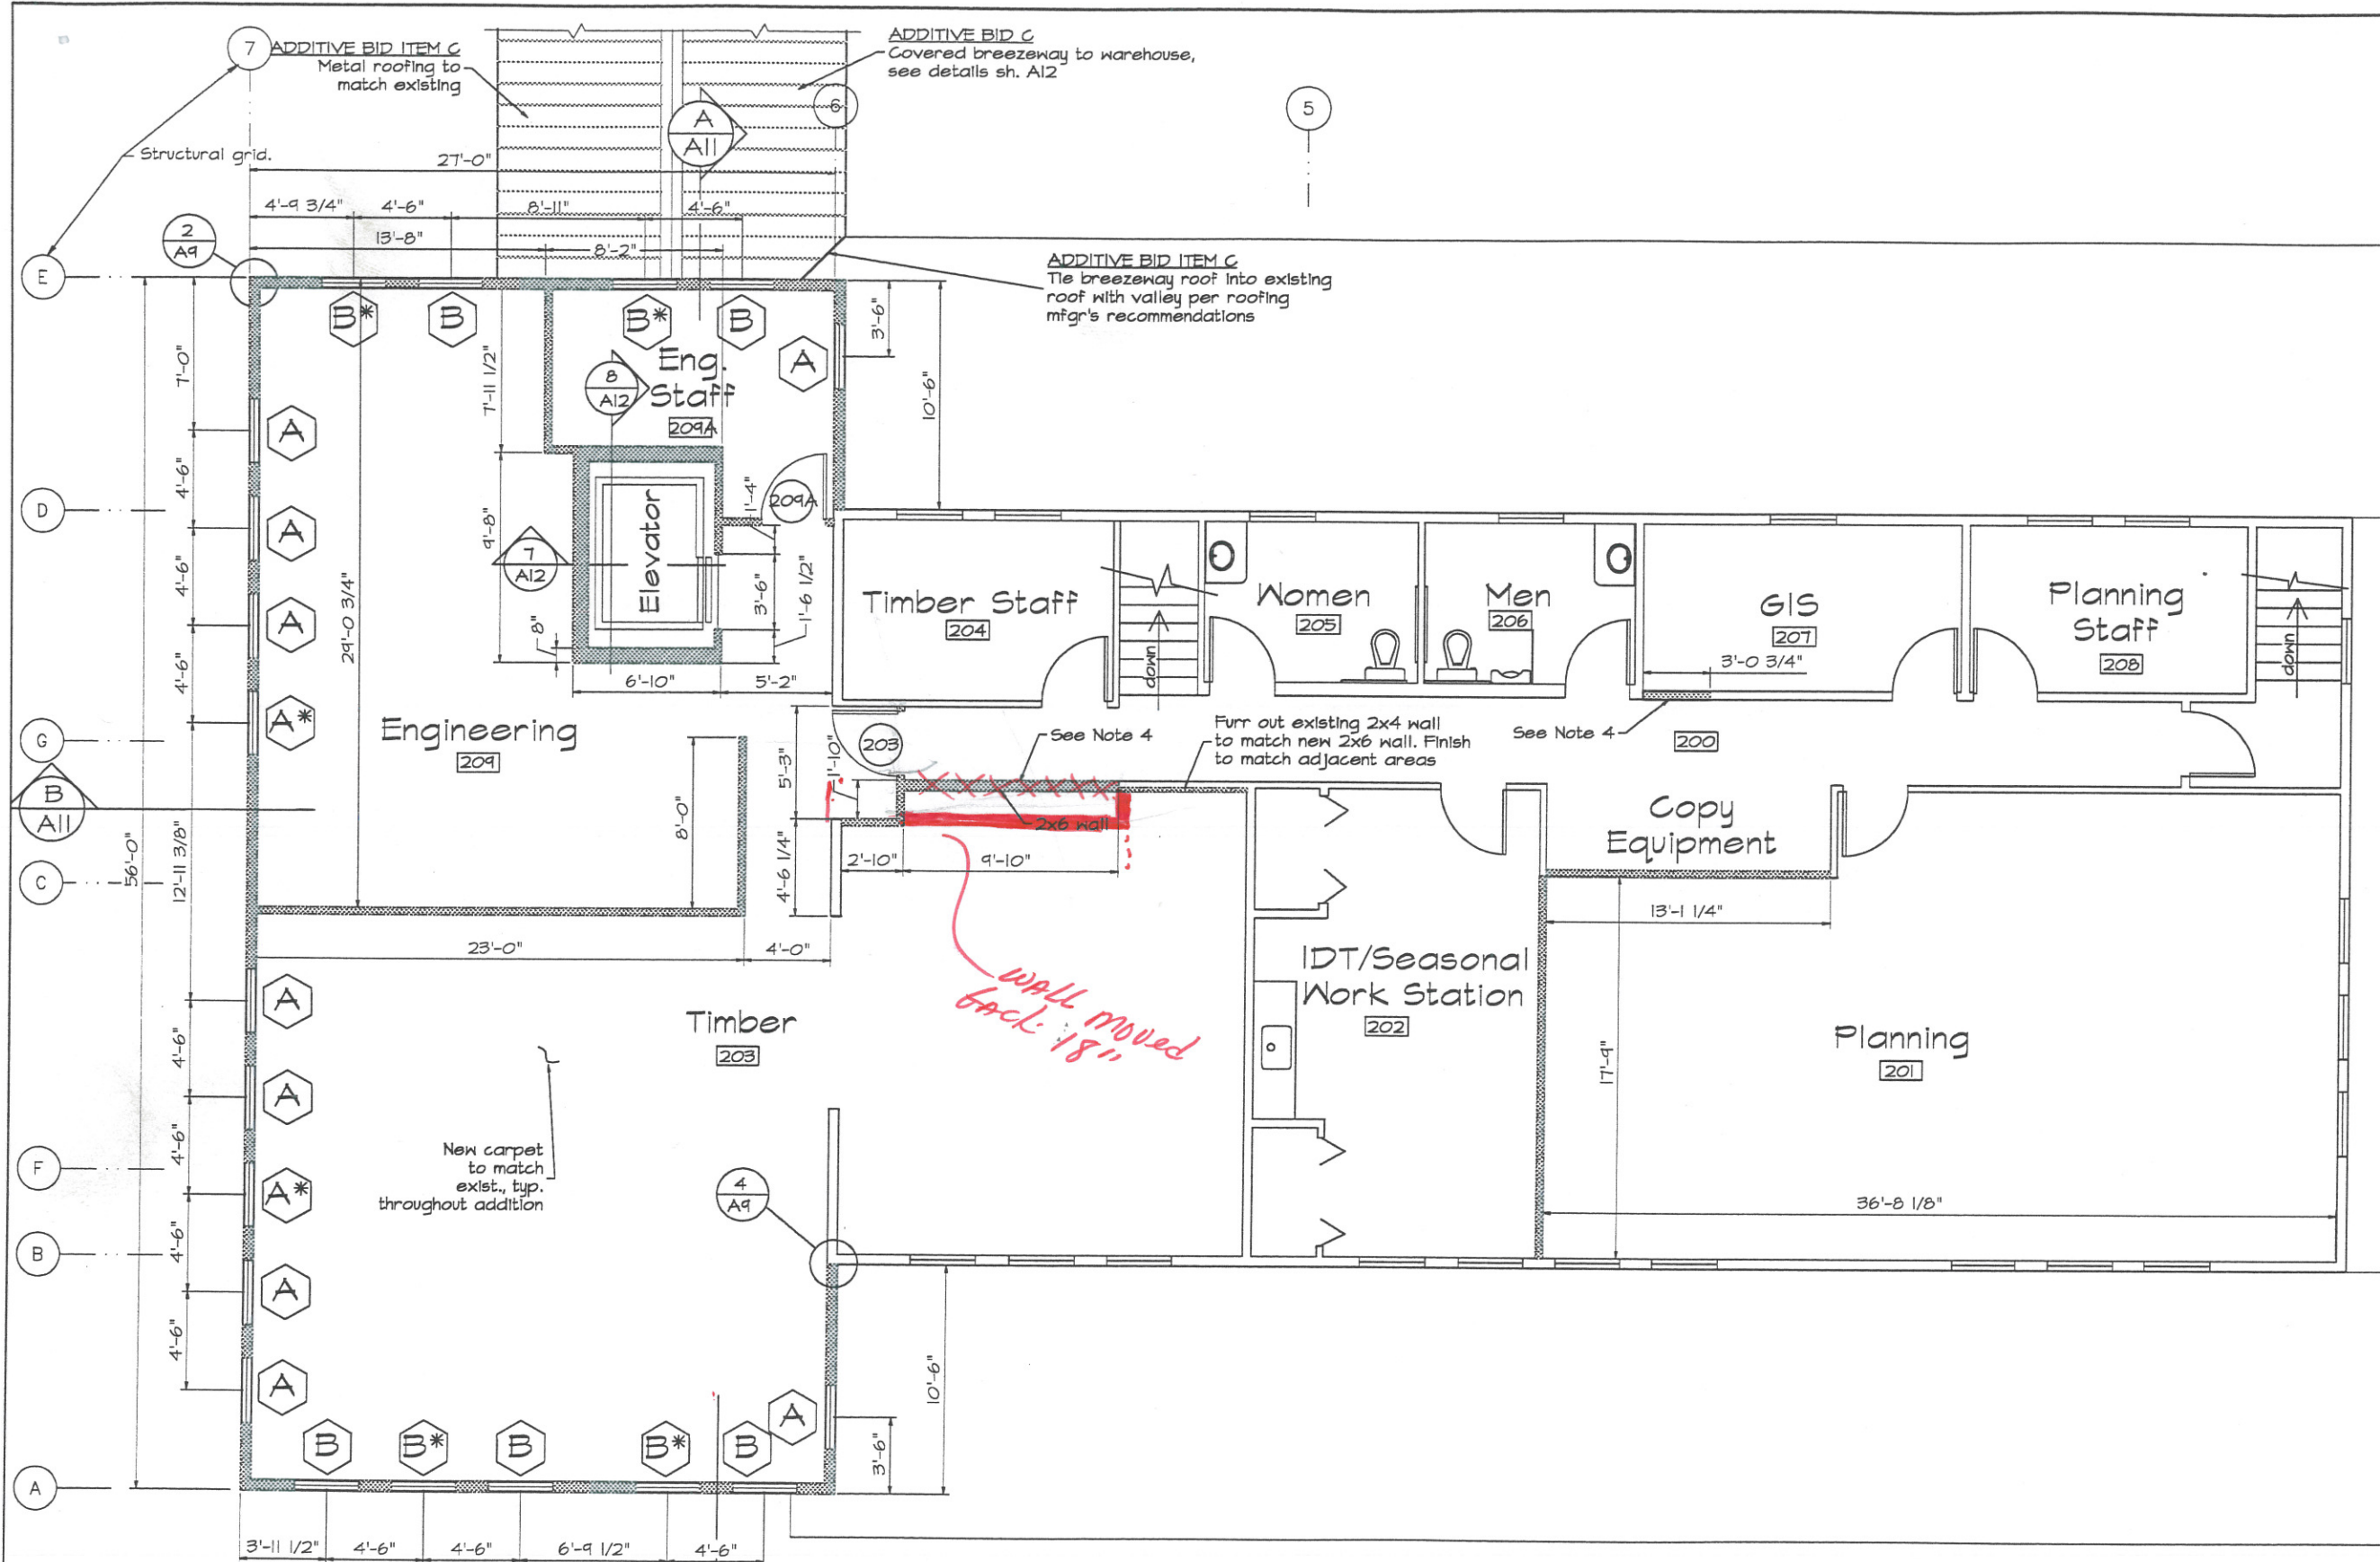 7
ADDITIVE BID ITEM C
Metal roofing to
match existing
ADDITIVE BID C
Covered breezeway to warehouse,
see details sh. A12
6
5
A
A11
Structural grid.
27'-0"
4'-9 3/4"
4'-6"
8'-11"
4'-6"
2
A9
13'-8"
8'-2"
E
ADDITIVE BID ITEM C
Tie breezeway roof into existing
roof with valley per roofing
mfgr's recommendations
B*
B
B*
B
A
3'-6"
Eng.
Staff
209A
8
A12
7'-0"
7'-11 1/2"
10'-6"
A
4'-6"
D
A
9'-8"
Elevator
1'-4"
209A
7
A12
4'-6"
29'-0 3/4"
8"
3'-6"
1'-6 1/2"
A
4'-6"
6'-10"
5'-2"
A*
Timber Staff
204
down
Women
205
Men
206
GIS
207
3'-0 3/4"
Planning
Staff
208
down
G
Engineering
209
203
See Note 4
Furr out existing 2x4 wall
to match new 2x6 wall. Finish
to match adjacent areas
See Note 4
200
B
A11
5'-3"
1'-10"
8'-0"
2x6 wall
Copy
Equipment
C
56'-0"
12'-11 3/8"
4'-6 1/4"
2'-10"
9'-10"
13'-1 1/4"
23'-0"
4'-0"
wall moved
back 18"
IDT/Seasonal
Work Station
202
A
4'-6"
Timber
203
17'-9"
Planning
201
A
4'-6"
New carpet
to match
exist., typ.
throughout addition
F
A*
4
A9
36'-8 1/8"
4'-6"
B
A
4'-6"
A
10'-6"
A
B
B*
B
B*
B
3'-6"
A
3'-11 1/2"
4'-6"
4'-6"
6'-9 1/2"
4'-6"